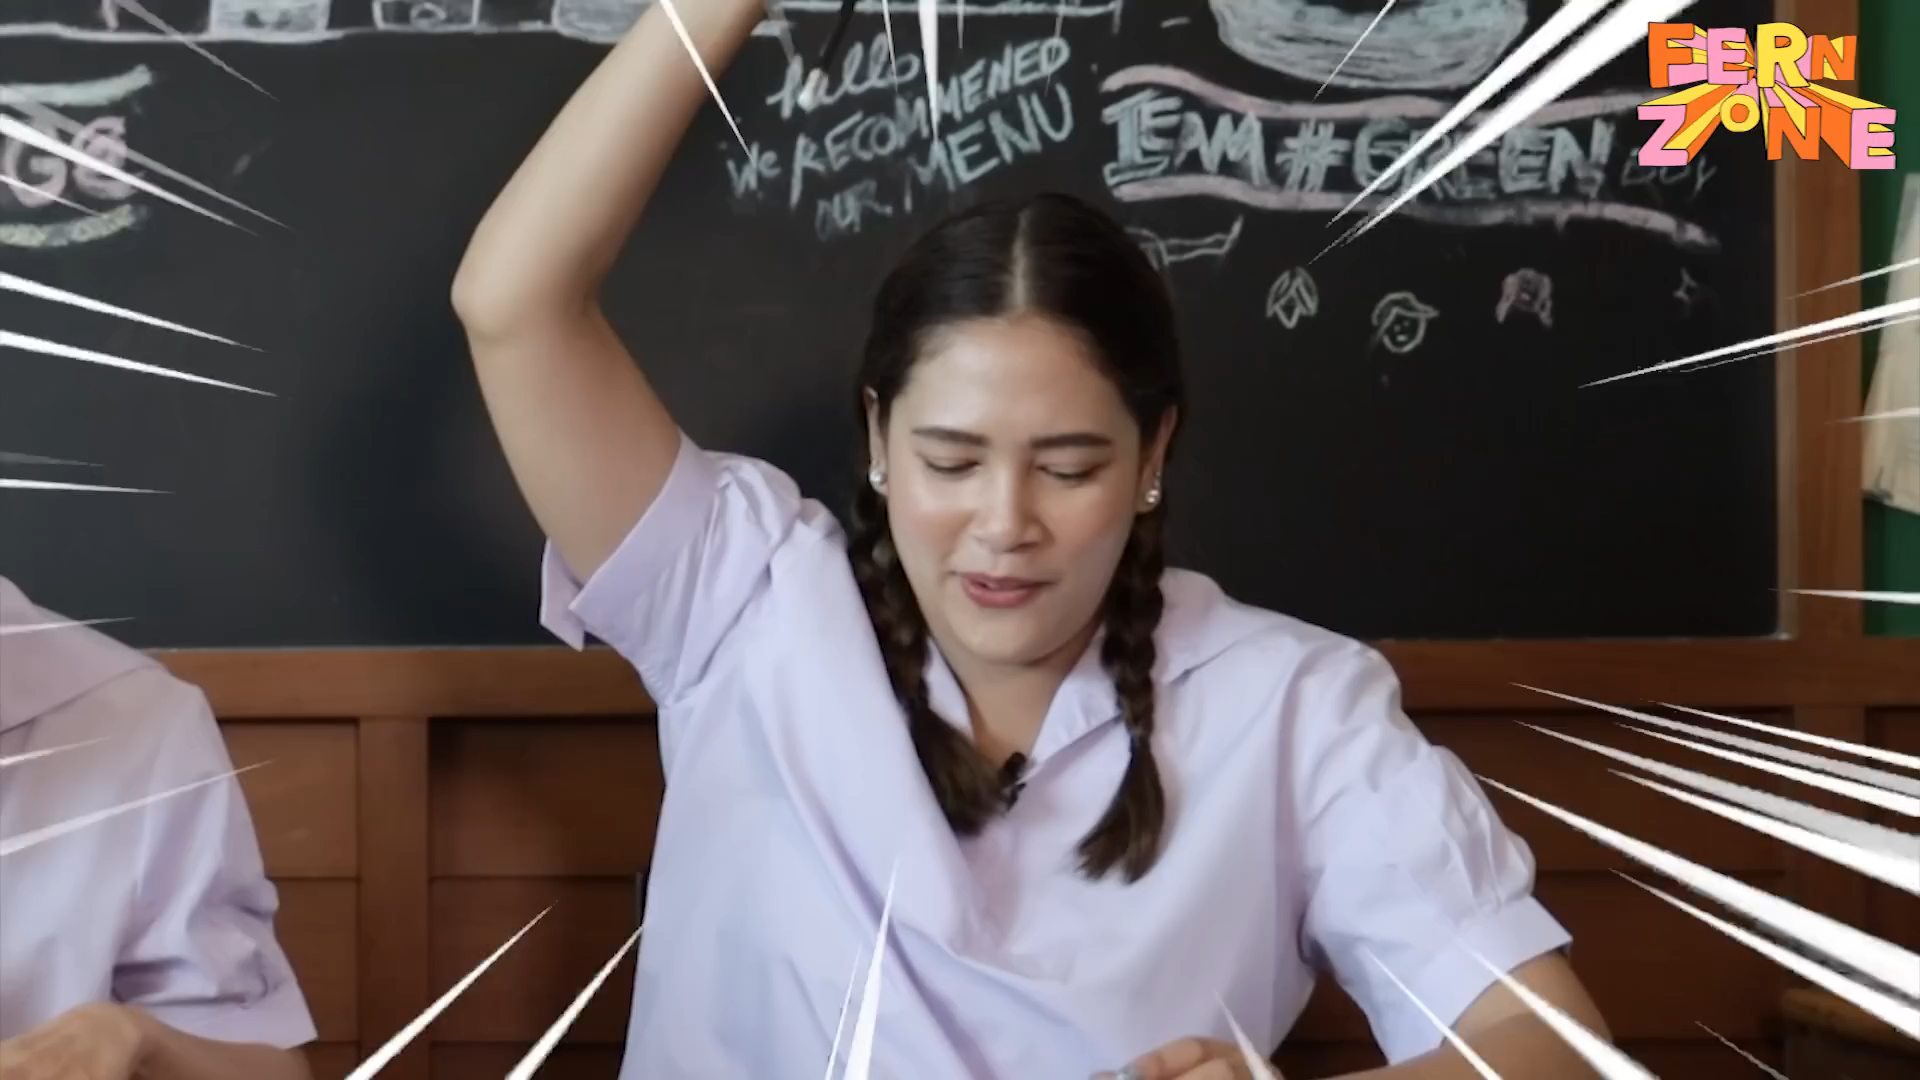 hello
We RECOMMENED
OUR MENU
TEAM #GREEN!
FERN
ZONE